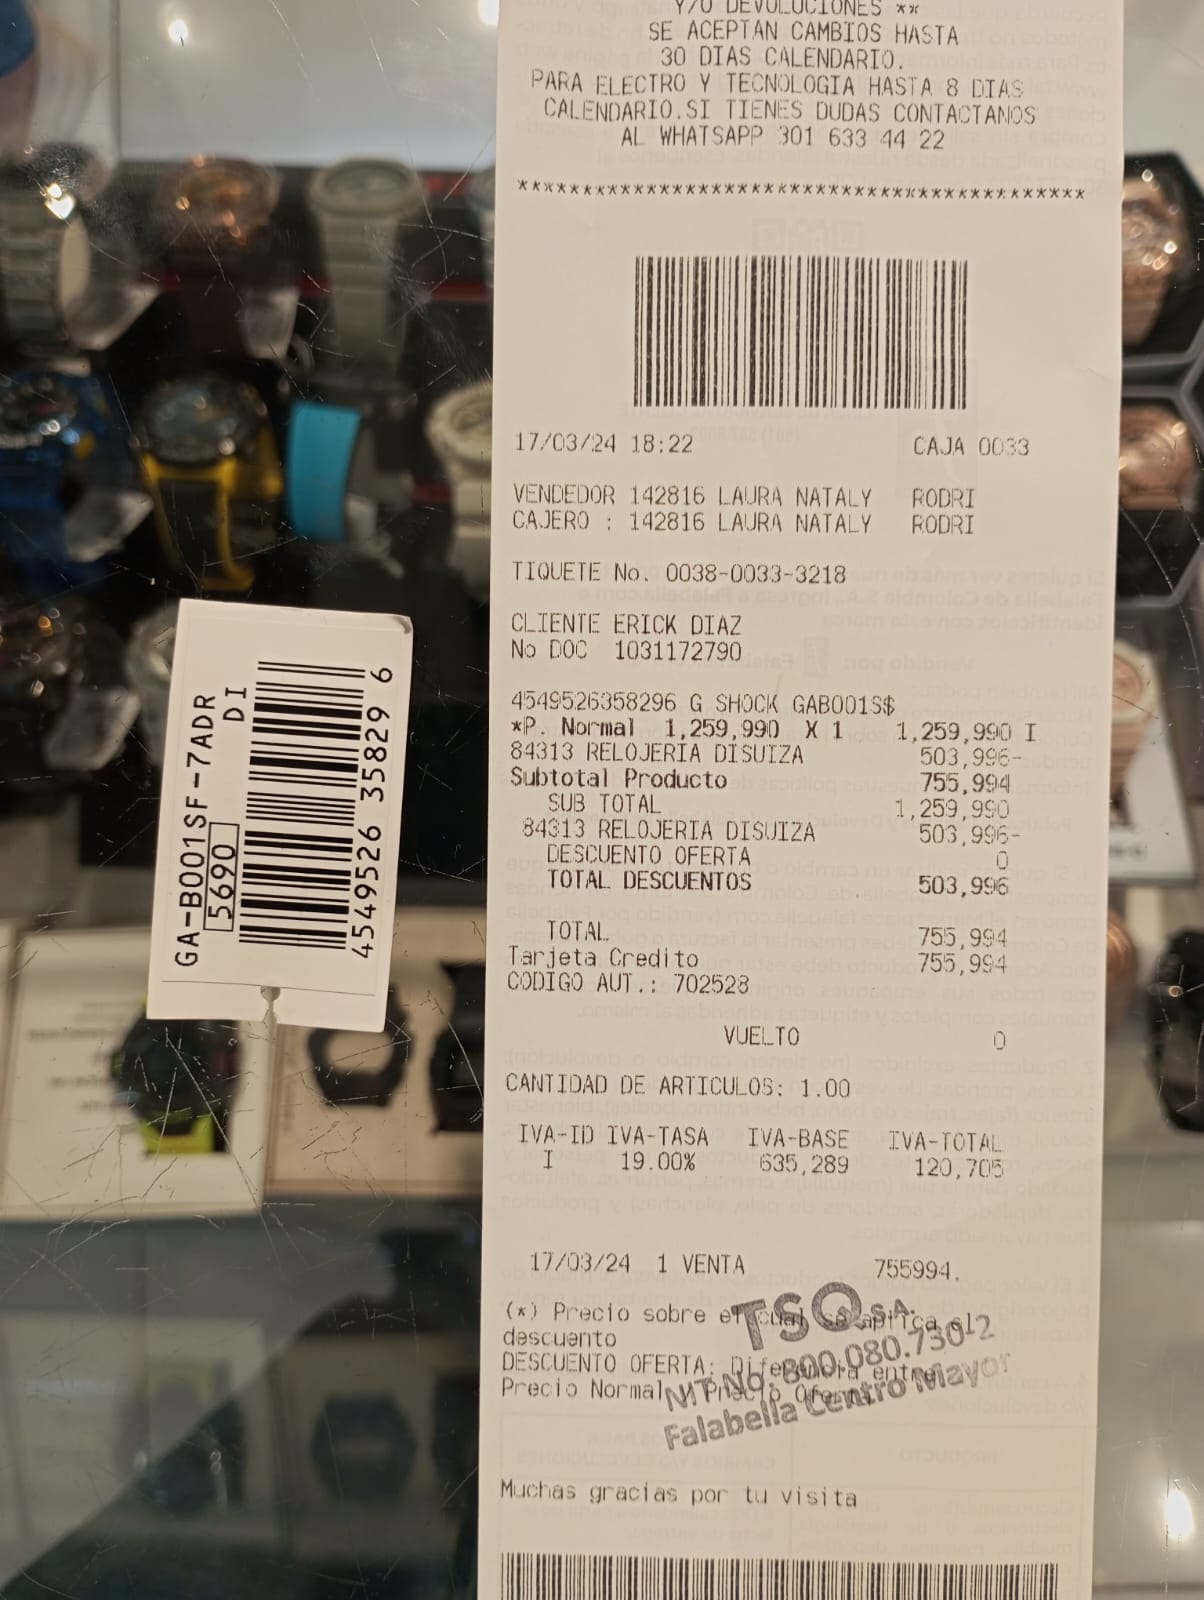 Y/O DEVOLUCIONES **
SE ACEPTAN CAMBIOS HASTA
30 DIAS CALENDARIO.
PARA ELECTRO Y TECNOLOGIA HASTA 8 DIAS
CALENDARIO.SI TIENES DUDAS CONTACTANOS
AL WHATSAPP 301 633 44 22
********************************************
17/03/24 18:22 CAJA 0033
VENDEDOR 142816 LAURA NATALY RODRI
CAJERO : 142816 LAURA NATALY RODRI
TIQUETE No. 0038-0033-3218
CLIENTE ERICK DIAZ
No DOC 1031172790
4549526358296 G SHOCK GAB001S$
*P. Normal 1,259,990 X 1 1,259,990 I
84313 RELOJERIA DISUIZA 503,996-
Subtotal Producto 755,994
SUB TOTAL 1,259,990
84313 RELOJERIA DISUIZA 503,996-
DESCUENTO OFERTA 0
TOTAL DESCUENTOS 503,996
TOTAL 755,994
Tarjeta Credito 755,994
CODIGO AUT.: 702528
VUELTO 0
CANTIDAD DE ARTICULOS: 1.00
IVA-ID IVA-TASA IVA-BASE IVA-TOTAL
I 19.00% 635,289 120,705
17/03/24 1 VENTA 755994.
(*) Precio sobre el cual se aplica el
descuento
DESCUENTO OFERTA: Diferencia entre
Precio Normal y Precio Oferta
TSQ S.A.
NIT No. 800.080.730-2
Falabella Centro Mayor
Muchas gracias por tu visita
GA-B001SF-7ADR
DI
5690
4549526 35829 6